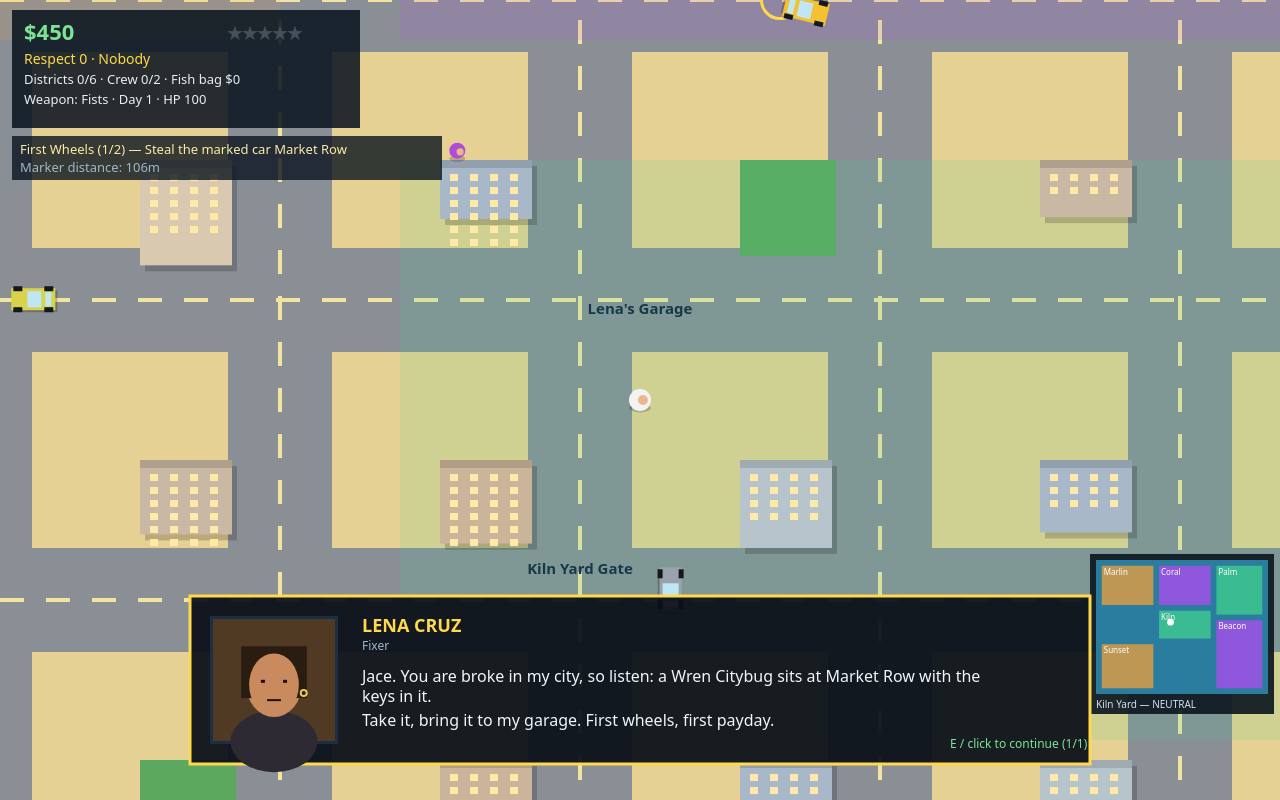 $450 ★★★★★
Respect 0 · Nobody
Districts 0/6 · Crew 0/2 · Fish bag $0
Weapon: Fists · Day 1 · HP 100
First Wheels (1/2) — Steal the marked car Market Row
Marker distance: 106m
Lena's Garage
Kiln Yard Gate
LENA CRUZ
Fixer
Jace. You are broke in my city, so listen: a Wren Citybug sits at Market Row with the
keys in it.
Take it, bring it to my garage. First wheels, first payday.
E / click to continue (1/1)
Marlin Coral Palm
Kiln
Beacon
Sunset
Kiln Yard — NEUTRAL